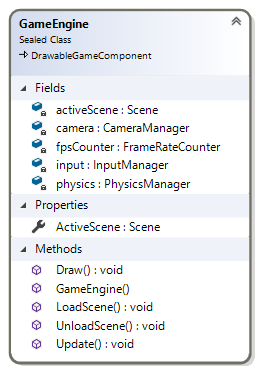 GameEngine
Sealed Class
DrawableGameComponent
Fields
activeScene : Scene
camera : CameraManager
fpsCounter : FrameRateCounter
input : InputManager
physics : PhysicsManager
Properties
ActiveScene : Scene
Methods
Draw() : void
GameEngine()
LoadScene() : void
UnloadScene() : void
Update() : void